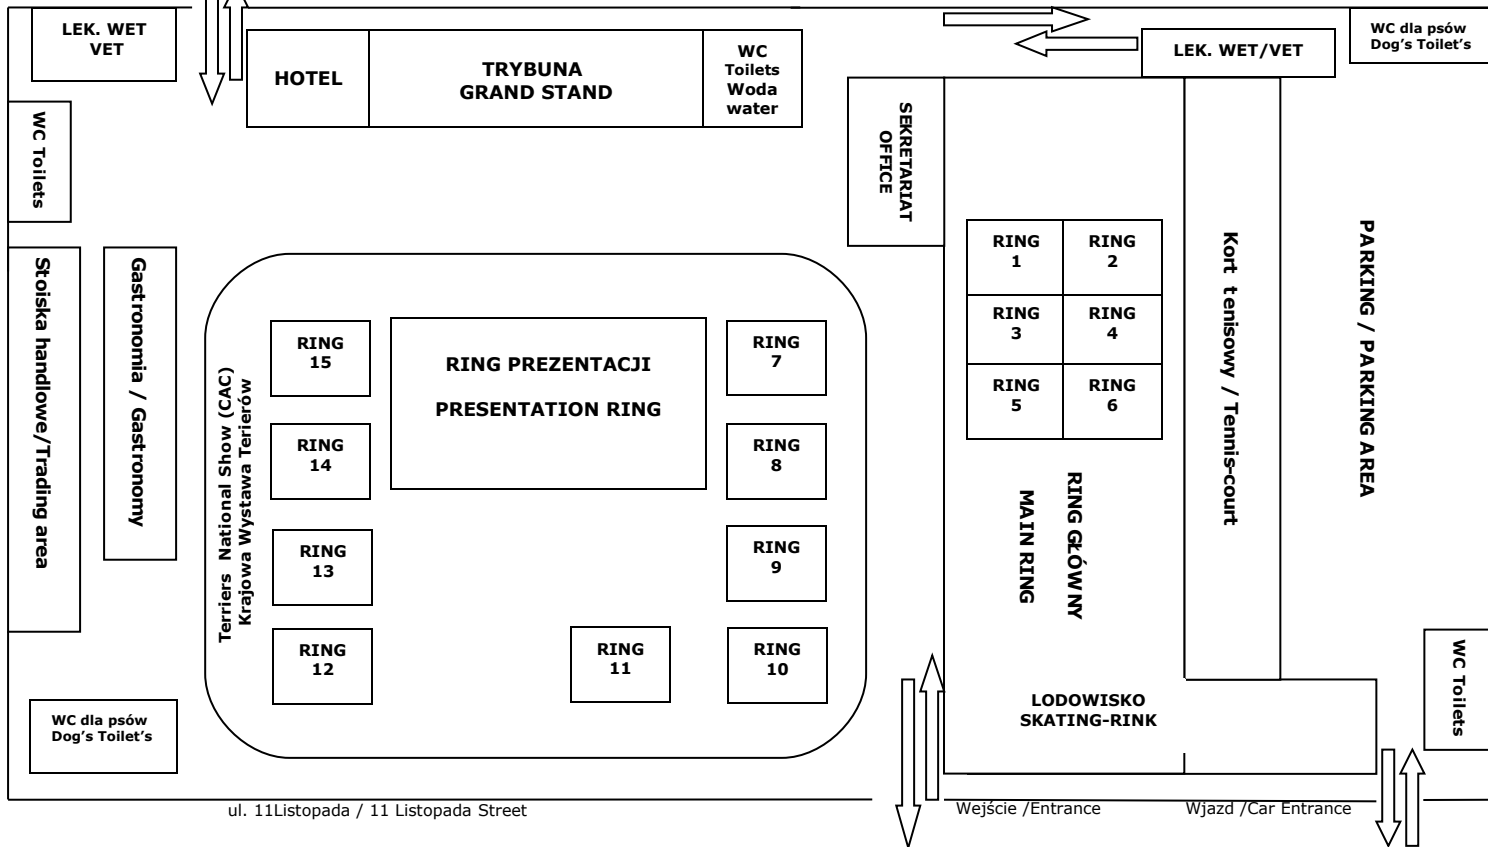 LEK. WET
VET
HOTEL
TRYBUNA
GRAND STAND
WC
Toilets
Woda
water
LEK. WET/VET
WC dla psów
Dog's Toilet's
WC Toilets
SEKRETARIAT
OFFICE
Stoiska handlowe/Trading area
Gastronomia / Gastronomy
Terriers National Show (CAC)
Krajowa Wystawa Terierów
RING
15
RING
14
RING
13
RING
12
RING PREZENTACJI
PRESENTATION RING
RING
7
RING
8
RING
9
RING
10
RING
11
RING
1
RING
2
RING
3
RING
4
RING
5
RING
6
RING GŁÓWNY
MAIN RING
Kort tenisowy / Tennis-court
PARKING / PARKING AREA
LODOWISKO
SKATING-RINK
WC Toilets
WC dla psów
Dog's Toilet's
ul. 11Listopada / 11 Listopada Street
Wejście /Entrance
Wjazd /Car Entrance